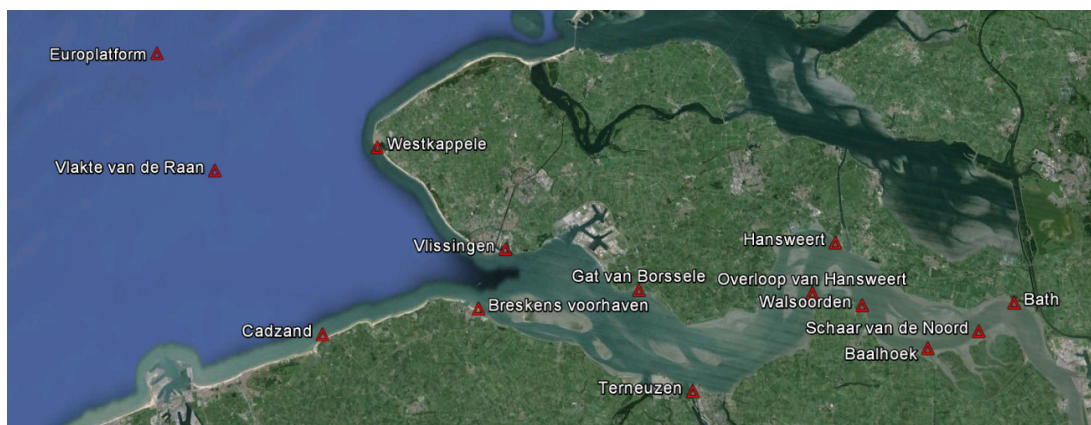 Europlatform
Westkappele
Vlakte van de Raan
Hansweert
Vlissingen
Gat van Borssele
Overloop van Hansweert
Breskens voorhaven
Walsoorden
Bath
Cadzand
Schaar van de Noord
Baalhoek
Terneuzen